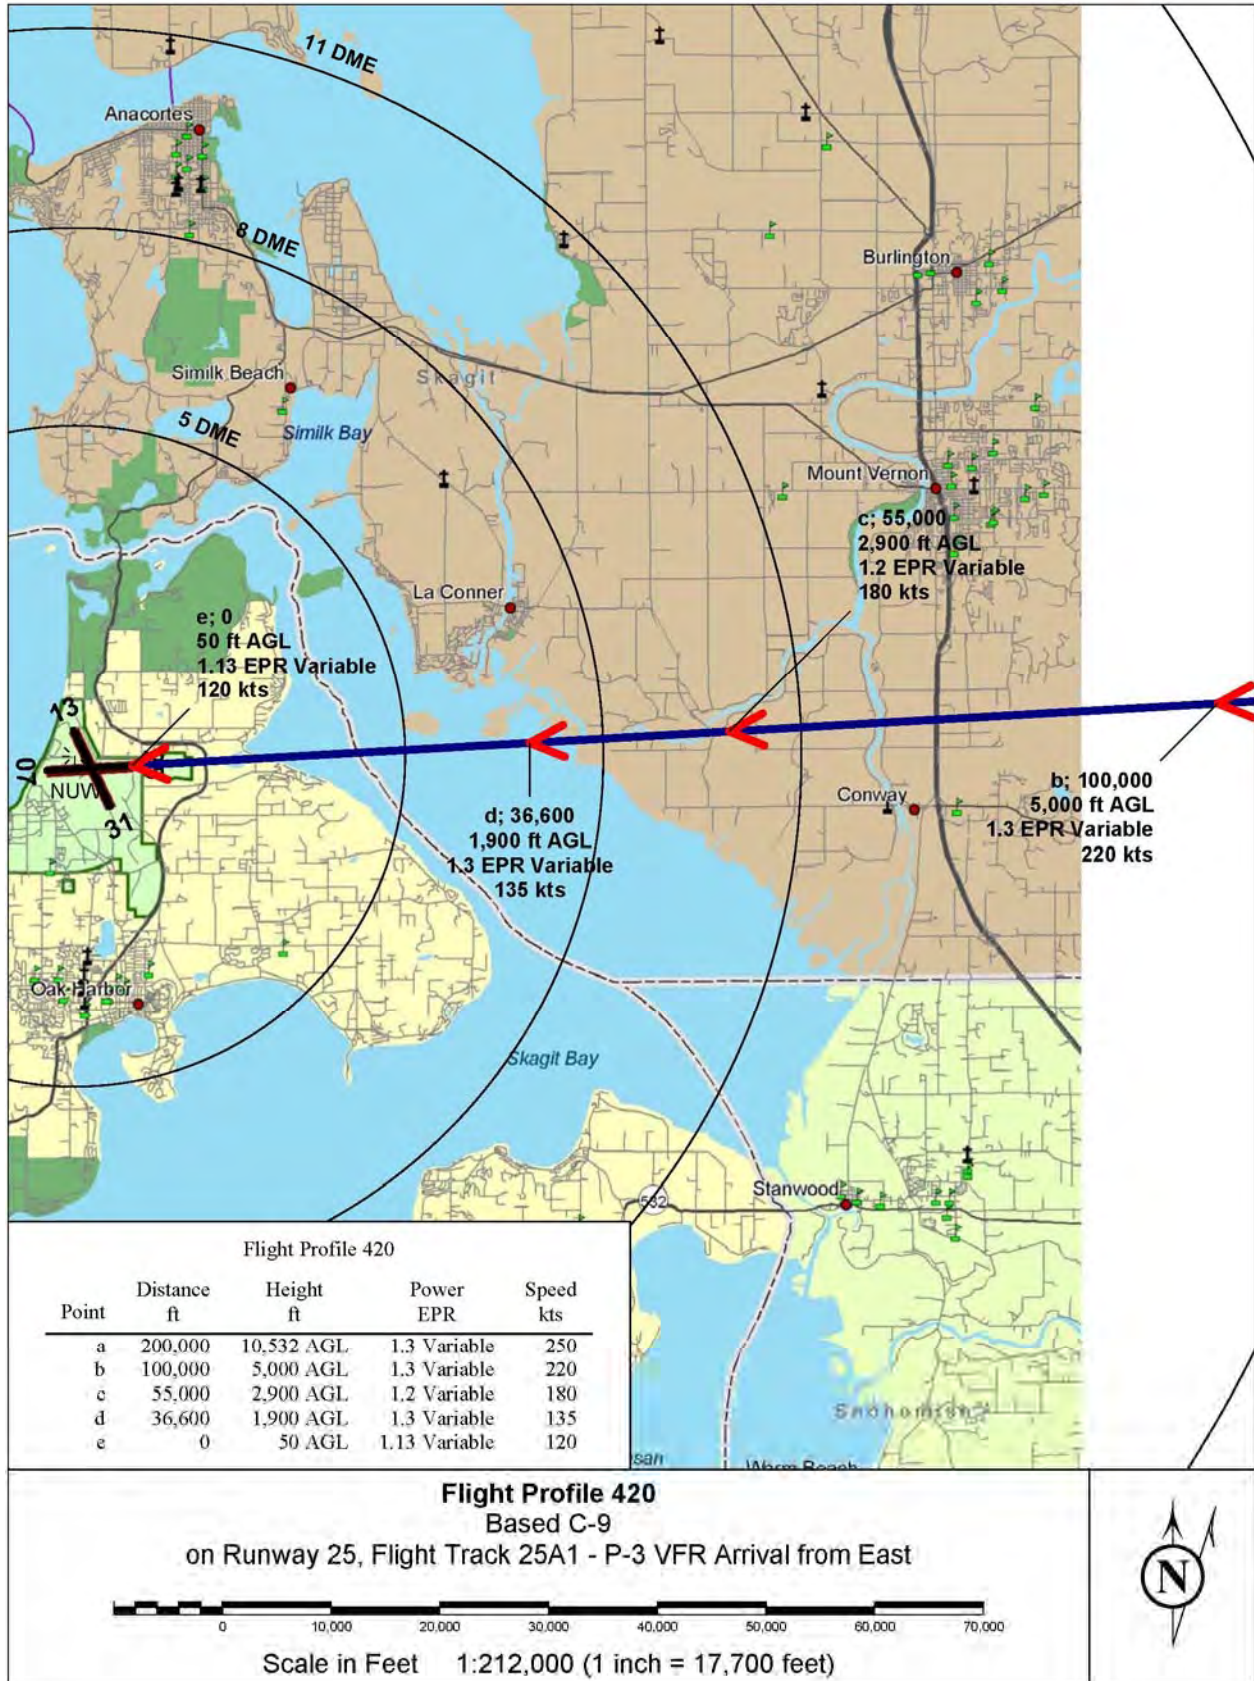 11 DME
Anacortes
8 DME
Burlington
Similk Beach
Skagit
5 DME
Similk Bay
Mount Vernon
c; 55,000
2,900 ft AGL
1.2 EPR Variable
180 kts
La Conner
e; 0
50 ft AGL
1.13 EPR Variable
120 kts
13
07
NUW
31
b; 100,000
5,000 ft AGL
1.3 EPR Variable
220 kts
Conway
d; 36,600
1,900 ft AGL
1.3 EPR Variable
135 kts
Oak Harbor
Skagit Bay
Stanwood
532
Snohomish
Warm Beach
Flight Profile 420
Point Distance ft Height ft Power EPR Speed kts
a 200,000 10,532 AGL 1.3 Variable 250
b 100,000 5,000 AGL 1.3 Variable 220
c 55,000 2,900 AGL 1.2 Variable 180
d 36,600 1,900 AGL 1.3 Variable 135
e 0 50 AGL 1.13 Variable 120
Flight Profile 420
Based C-9
on Runway 25, Flight Track 25A1 - P-3 VFR Arrival from East
0 10,000 20,000 30,000 40,000 50,000 60,000 70,000
Scale in Feet 1:212,000 (1 inch = 17,700 feet)
N